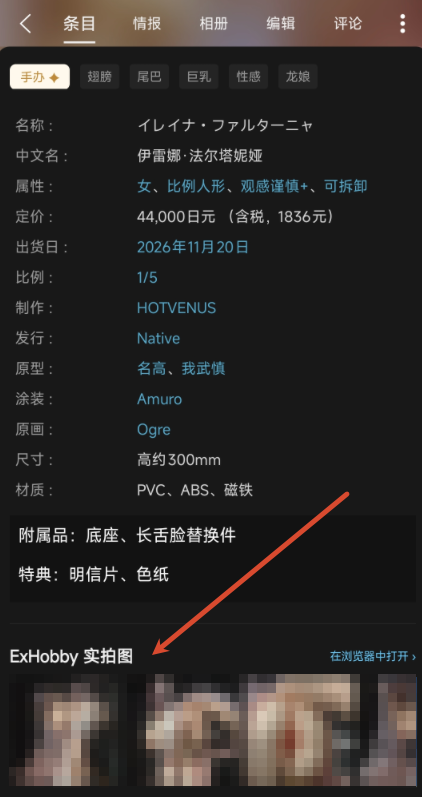 条目 情报 相册 编辑 评论
手办 翅膀 尾巴 巨乳 性感 龙娘
名称： イレイナ・ファルターニャ
中文名： 伊雷娜·法尔塔妮娅
属性： 女、比例人形、观感谨慎+、可拆卸
定价： 44,000日元 （含税，1836元）
出货日： 2026年11月20日
比例： 1/5
制作： HOTVENUS
发行： Native
原型： 名高、我武慎
涂装： Amuro
原画： Ogre
尺寸： 高约300mm
材质： PVC、ABS、磁铁
附属品：底座、长舌脸替换件
特典：明信片、色纸
ExHobby 实拍图 在浏览器中打开 ›